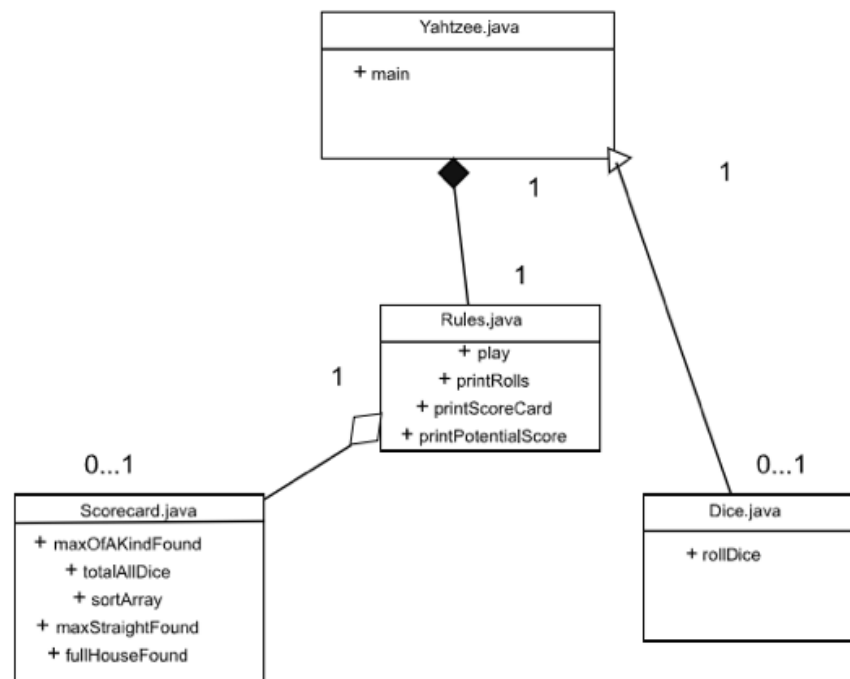 Yahtzee.java
+ main
1
1
1
Rules.java
+ play
+ printRolls
+ printScoreCard
+ printPotentialScore
1
0...1
Scorecard.java
+ maxOfAKindFound
+ totalAllDice
+ sortArray
+ maxStraightFound
+ fullHouseFound
0...1
Dice.java
+ rollDice